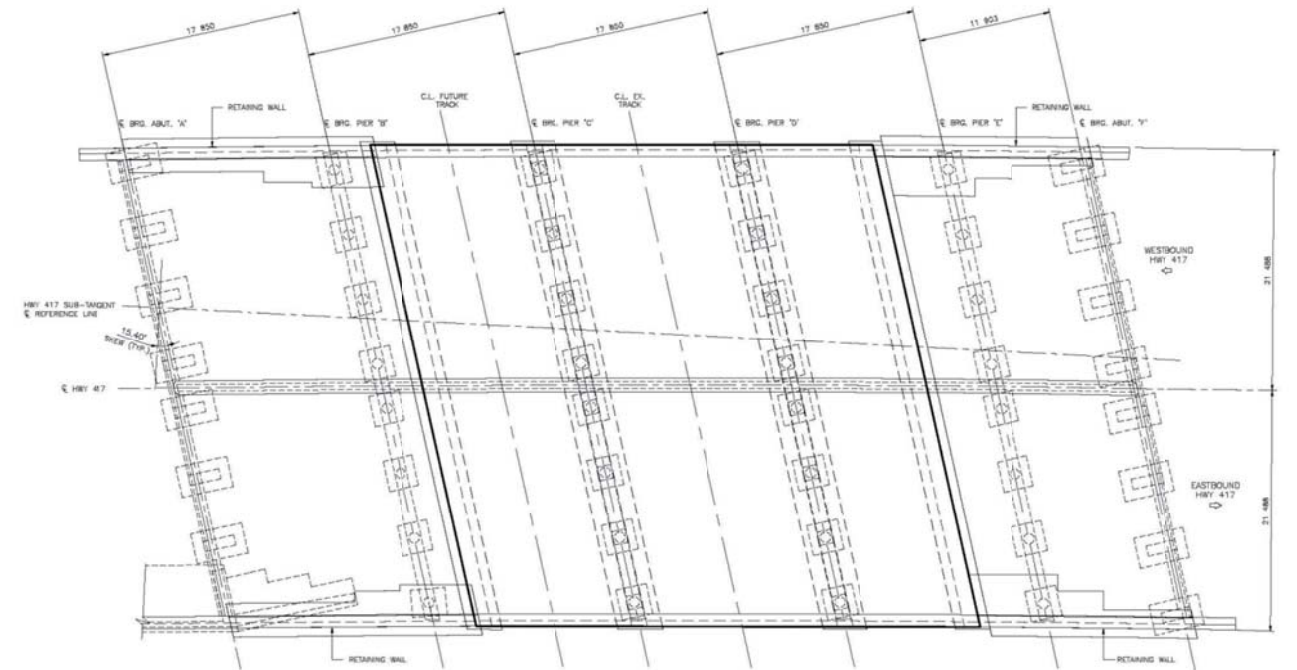 17 850
17 850
17 850
17 850
11 903
C.L. FUTURE
TRACK
C.L. EX.
TRACK
RETAINING WALL
RETAINING WALL
℄ BRG. ABUT. "A"
℄ BRG. PIER "B"
℄ BRG. PIER "C"
℄ BRG. PIER "D"
℄ BRG. PIER "E"
℄ BRG. ABUT. "F"
WESTBOUND
HWY 417
21 488
HWY 417 SUB-TANGENT
℄ REFERENCE LINE
15.40°
SKEW (TYP.)
℄ HWY 417
EASTBOUND
HWY 417
21 488
RETAINING WALL
RETAINING WALL